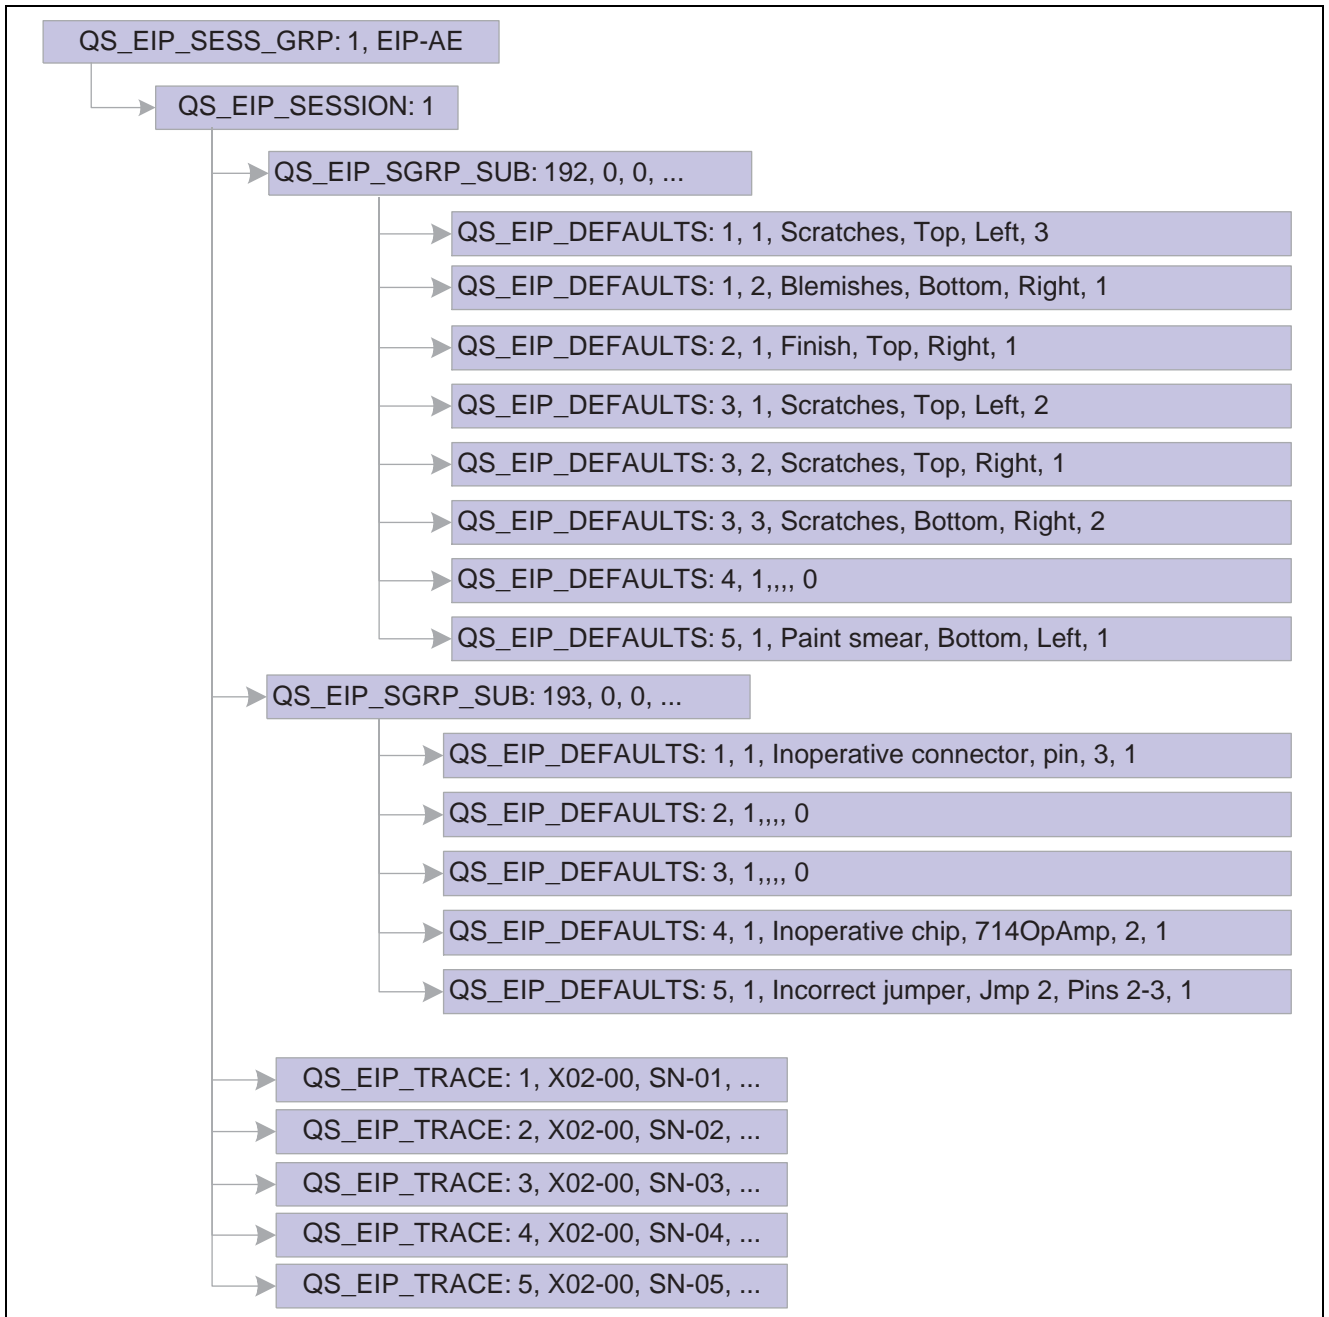 QS_EIP_SESS_GRP: 1, EIP-AE
QS_EIP_SESSION: 1
QS_EIP_SGRP_SUB: 192, 0, 0, ...
QS_EIP_DEFAULTS: 1, 1, Scratches, Top, Left, 3
QS_EIP_DEFAULTS: 1, 2, Blemishes, Bottom, Right, 1
QS_EIP_DEFAULTS: 2, 1, Finish, Top, Right, 1
QS_EIP_DEFAULTS: 3, 1, Scratches, Top, Left, 2
QS_EIP_DEFAULTS: 3, 2, Scratches, Top, Right, 1
QS_EIP_DEFAULTS: 3, 3, Scratches, Bottom, Right, 2
QS_EIP_DEFAULTS: 4, 1,,,, 0
QS_EIP_DEFAULTS: 5, 1, Paint smear, Bottom, Left, 1
QS_EIP_SGRP_SUB: 193, 0, 0, ...
QS_EIP_DEFAULTS: 1, 1, Inoperative connector, pin, 3, 1
QS_EIP_DEFAULTS: 2, 1,,,, 0
QS_EIP_DEFAULTS: 3, 1,,,, 0
QS_EIP_DEFAULTS: 4, 1, Inoperative chip, 714OpAmp, 2, 1
QS_EIP_DEFAULTS: 5, 1, Incorrect jumper, Jmp 2, Pins 2-3, 1
QS_EIP_TRACE: 1, X02-00, SN-01, ...
QS_EIP_TRACE: 2, X02-00, SN-02, ...
QS_EIP_TRACE: 3, X02-00, SN-03, ...
QS_EIP_TRACE: 4, X02-00, SN-04, ...
QS_EIP_TRACE: 5, X02-00, SN-05, ...